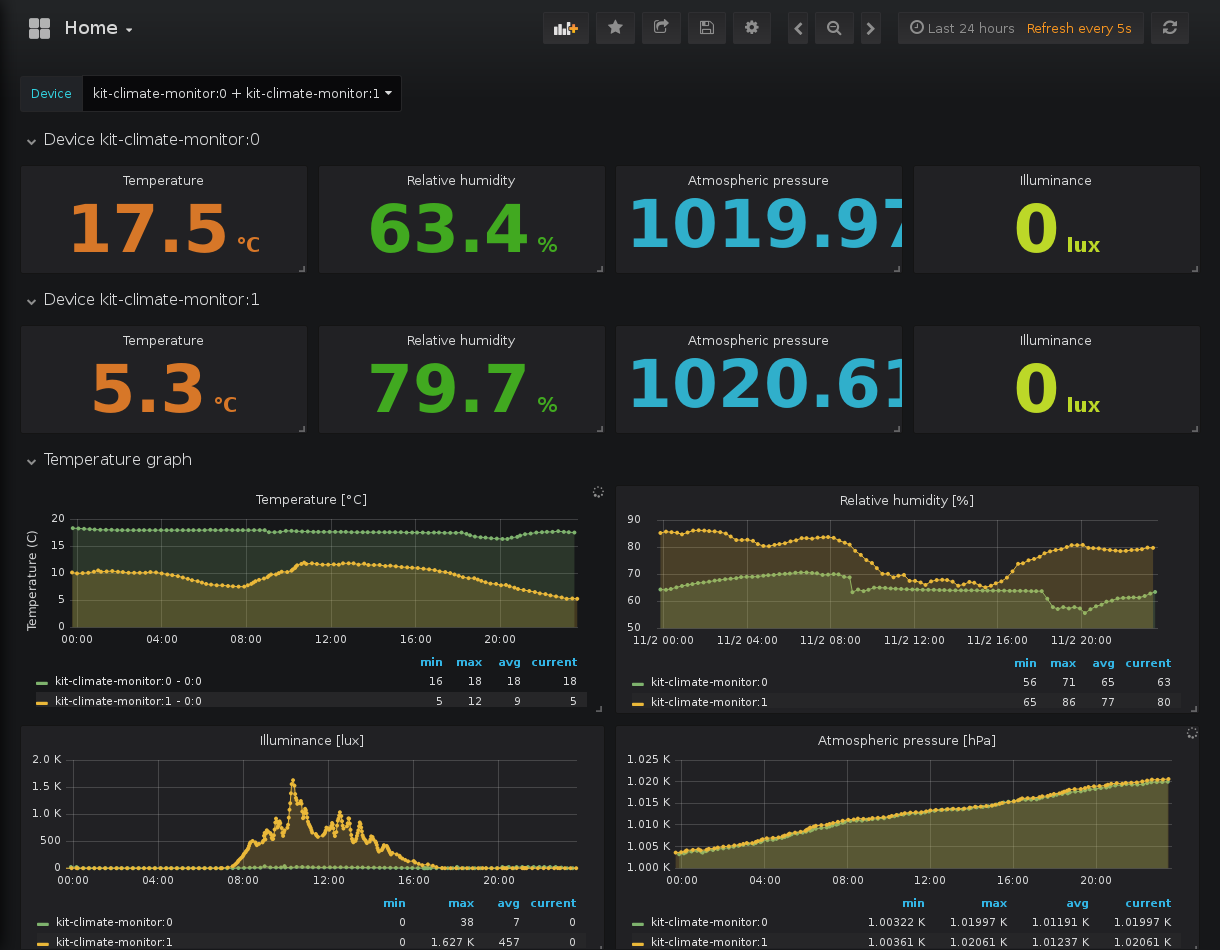 Home
Last 24 hours Refresh every 5s
Device kit-climate-monitor:0 + kit-climate-monitor:1
Device kit-climate-monitor:0
Temperature Relative humidity Atmospheric pressure Illuminance
17.5 °C 63.4 % 1019.97 0 lux
Device kit-climate-monitor:1
Temperature Relative humidity Atmospheric pressure Illuminance
5.3 °C 79.7 % 1020.61 0 lux
Temperature graph
Temperature [°C]
Temperature (C)
20
15
10
5
0
00:00 04:00 08:00 12:00 16:00 20:00
min max avg current
kit-climate-monitor:0 - 0:0 16 18 18 18
kit-climate-monitor:1 - 0:0 5 12 9 5
Relative humidity [%]
90
80
70
60
50
11/2 00:00 11/2 04:00 11/2 08:00 11/2 12:00 11/2 16:00 11/2 20:00
min max avg current
kit-climate-monitor:0 56 71 65 63
kit-climate-monitor:1 65 86 77 80
Illuminance [lux]
2.0 K
1.5 K
1.0 K
500
0
00:00 04:00 08:00 12:00 16:00 20:00
min max avg current
kit-climate-monitor:0 0 38 7 0
kit-climate-monitor:1 0 1.627 K 457 0
Atmospheric pressure [hPa]
1.025 K
1.020 K
1.015 K
1.010 K
1.005 K
1.000 K
00:00 04:00 08:00 12:00 16:00 20:00
min max avg current
kit-climate-monitor:0 1.00322 K 1.01997 K 1.01191 K 1.01997 K
kit-climate-monitor:1 1.00361 K 1.02061 K 1.01237 K 1.02061 K